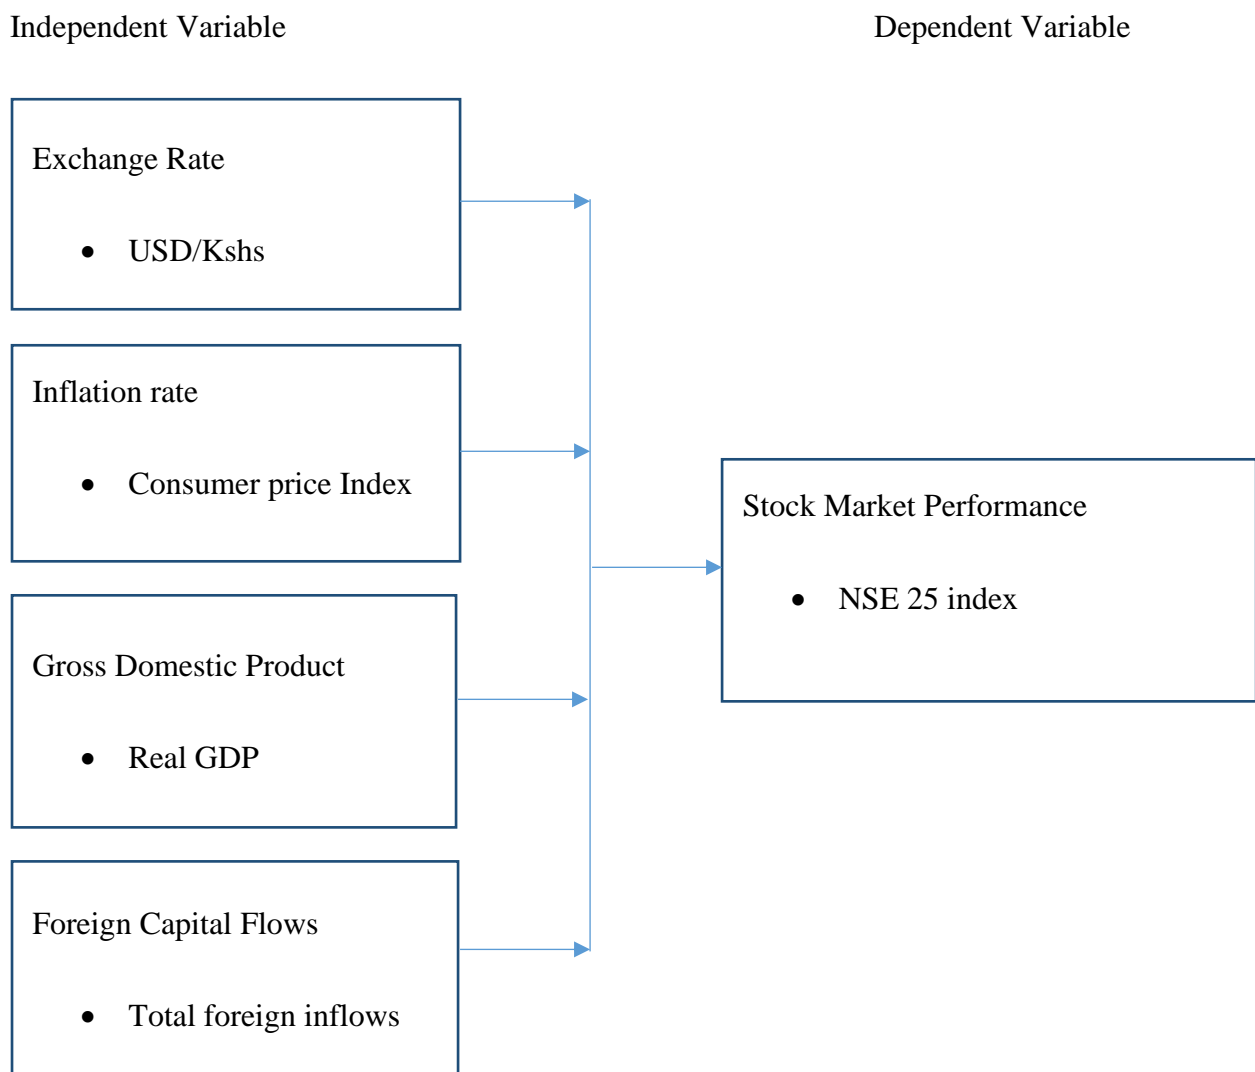 Independent Variable
Dependent Variable
Exchange Rate
• USD/Kshs
Inflation rate
• Consumer price Index
Gross Domestic Product
• Real GDP
Foreign Capital Flows
• Total foreign inflows
Stock Market Performance
• NSE 25 index